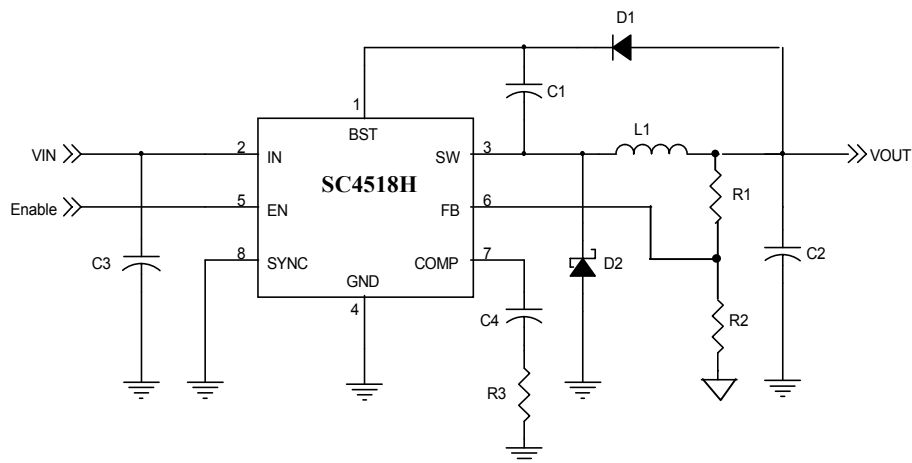 D1
C1
1
BST
L1
VIN
2
IN
SW
3
VOUT
SC4518H
R1
Enable
5
EN
FB
6
8
SYNC
COMP
7
C3
D2
C2
GND
4
C4
R2
R3